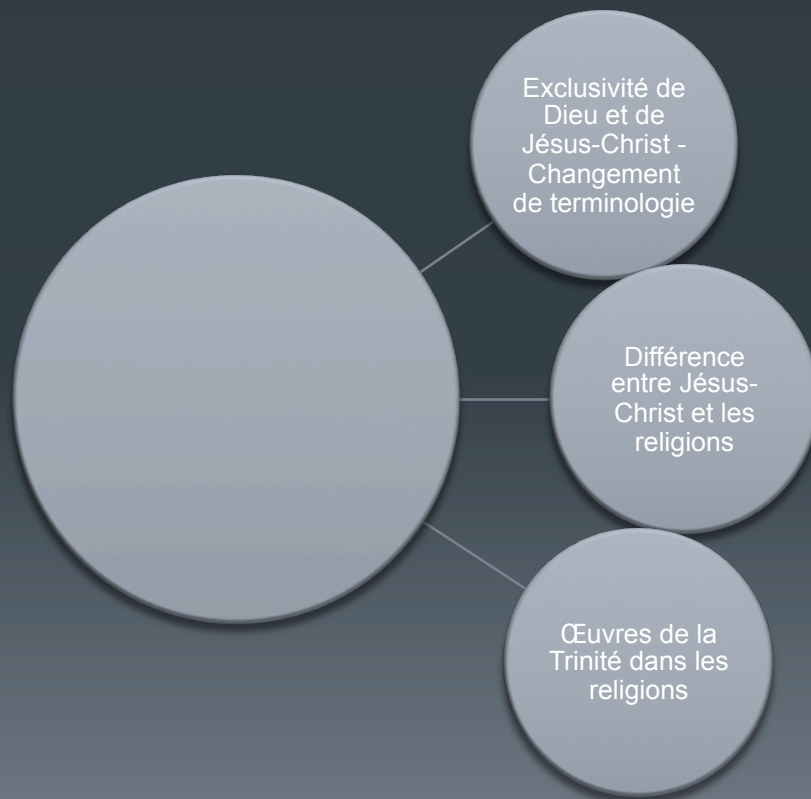 Exclusivité de
Dieu et de
Jésus-Christ -
Changement
de terminologie
Différence
entre Jésus-
Christ et les
religions
Œuvres de la
Trinité dans les
religions